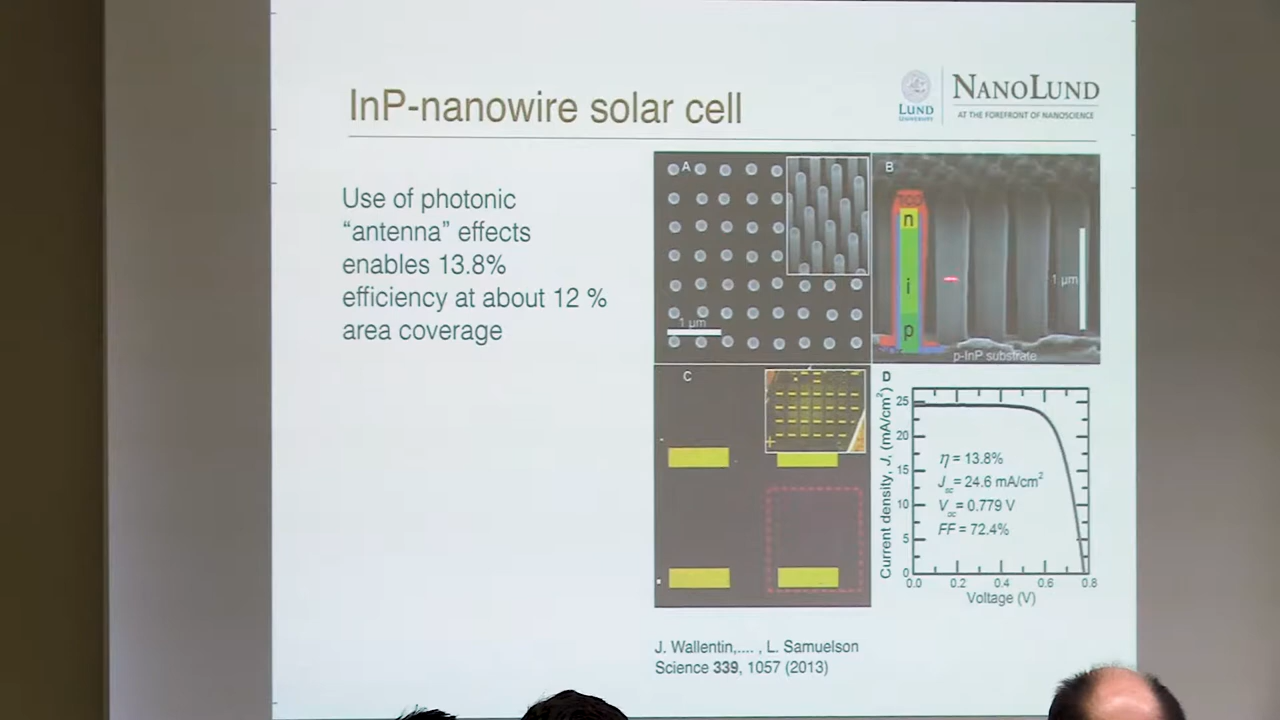 InP-nanowire solar cell
LUND
UNIVERSITY
NANOLUND
AT THE FOREFRONT OF NANOSCIENCE
Use of photonic
“antenna” effects
enables 13.8%
efficiency at about 12 %
area coverage
A
1 µm
B
TCO
n
i
p
1 µm
p-InP substrate
C
D
Current density, J, (mA/cm²)
25
20
15
10
5
0
η = 13.8%
Jsc= 24.6 mA/cm²
Voc= 0.779 V
FF = 72.4%
0.0 0.2 0.4 0.6 0.8
Voltage (V)
J. Wallentin,.... , L. Samuelson
Science 339, 1057 (2013)